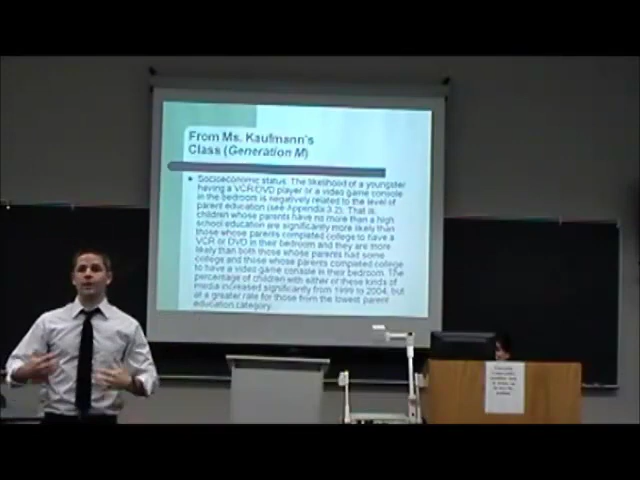 From Ms. Kaufmann's
Class (Generation M)
Socioeconomic status. The likelihood of a youngster
having a VCR/DVD player or a video game console
in the bedroom is negatively related to the level of
parent education (see Appendix 3.2). That is
children whose parents have no more than a high
school education are significantly more likely than
those whose parents completed college to have a
VCR or DVD in their bedroom and they are more
likely than both those whose parents had some
college and those whose parents completed college
to have a video game console in their bedroom. The
percentage of children with either of these kinds of
media increased significantly from 1999 to 2004, but
at a greater rate for those from the lowest parent
education category.